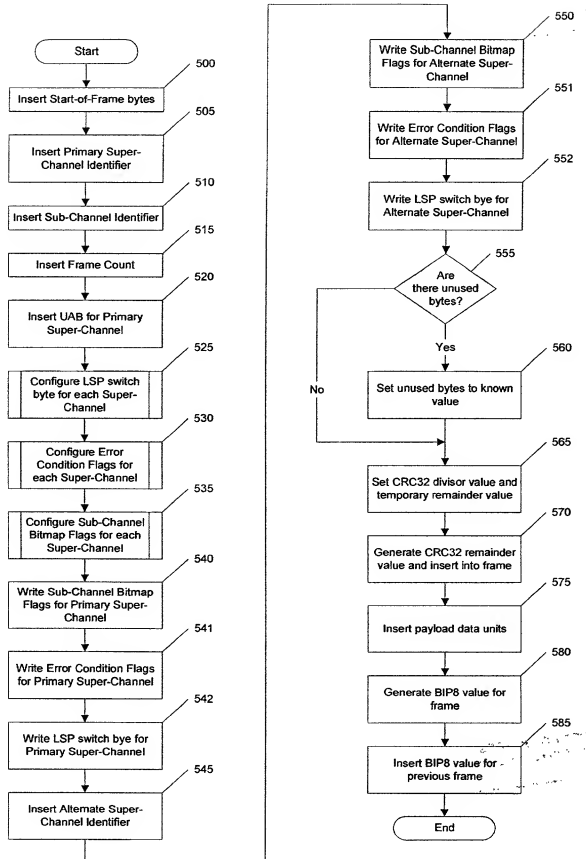 Start
500
Insert Start-of-Frame bytes
505
Insert Primary Super-
Channel Identifier
510
Insert Sub-Channel Identifier
515
Insert Frame Count
520
Insert UAB for Primary
Super-Channel
525
Configure LSP switch
byte for each Super-
Channel
530
Configure Error
Condition Flags for
each Super-Channel
535
Configure Sub-Channel
Bitmap Flags for each
Super-Channel
540
Write Sub-Channel Bitmap
Flags for Primary Super-
Channel
541
Write Error Condition Flags
for Primary Super-Channel
542
Write LSP switch bye for
Primary Super-Channel
545
Insert Alternate Super-
Channel Identifier
550
Write Sub-Channel Bitmap
Flags for Alternate Super-
Channel
551
Write Error Condition Flags
for Alternate Super-Channel
552
Write LSP switch bye for
Alternate Super-Channel
555
Are
there unused
bytes?
Yes
No
560
Set unused bytes to known
value
565
Set CRC32 divisor value and
temporary remainder value
570
Generate CRC32 remainder
value and insert into frame
575
Insert payload data units
580
Generate BIP8 value for
frame
585
Insert BIP8 value for
previous frame
End